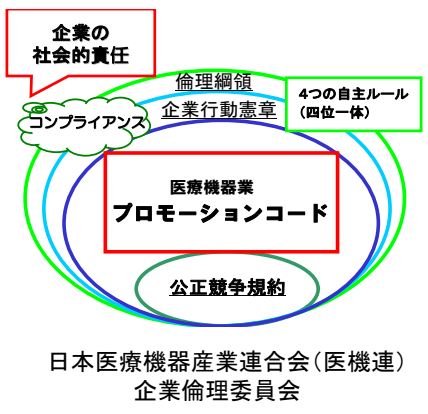 企業の
社会的責任
倫理綱領
4つの自主ルール
（四位一体）
企業行動憲章
コンプライアンス
医療機器業
プロモーションコード
公正競争規約
日本医療機器産業連合会（医機連）
企業倫理委員会